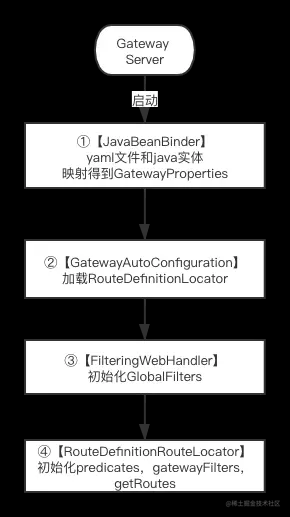 Gateway
Server
启动
①【JavaBeanBinder】
yaml文件和java实体
映射得到GatewayProperties
②【GatewayAutoConfiguration】
加载RouteDefinitionLocator
③【FilteringWebHandler】
初始化GlobalFilters
④【RouteDefinitionRouteLocator】
初始化predicates，gatewayFilters，
getRoutes
@稀土掘金技术社区